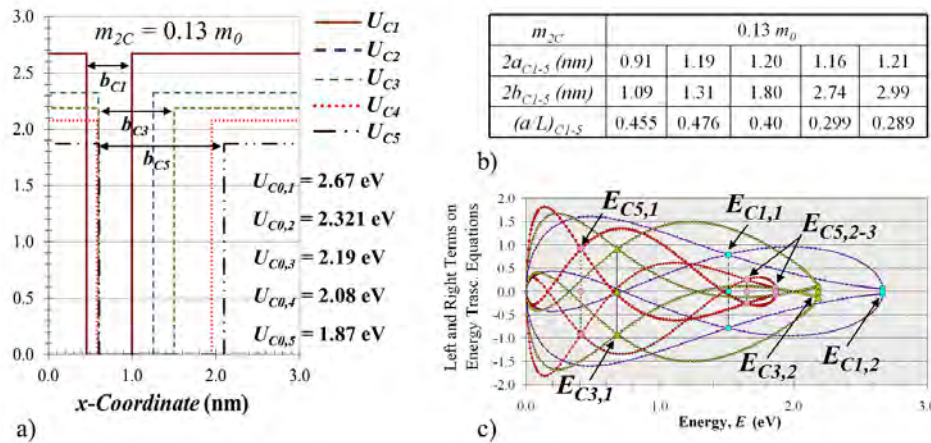 3.0
2.5
2.0
1.5
1.0
0.5
0.0
m2C = 0.13 m0
bC1
bC3
bC5
UC1
UC2
UC3
UC4
UC5
UC0,1 = 2.67 eV
UC0,2 = 2.321 eV
UC0,3 = 2.19 eV
UC0,4 = 2.08 eV
UC0,5 = 1.87 eV
0.0 1.0 2.0 3.0
x-Coordinate (nm)
a)
m2C 0.13 m0
2aC1-5 (nm) 0.91 1.19 1.20 1.16 1.21
2bC1-5 (nm) 1.09 1.31 1.80 2.74 2.99
(a/L)C1-5 0.455 0.476 0.40 0.299 0.289
b)
Left and Right Terms on
Energy Trasc. Equations
2.0
1.5
1.0
0.5
0.0
-0.5
-1.0
-1.5
-2.0
EC5,1
EC1,1
EC5,2-3
EC3,1
EC3,2
EC1,2
0.0 1.0 2.0 3.0
Energy, E (eV)
c)